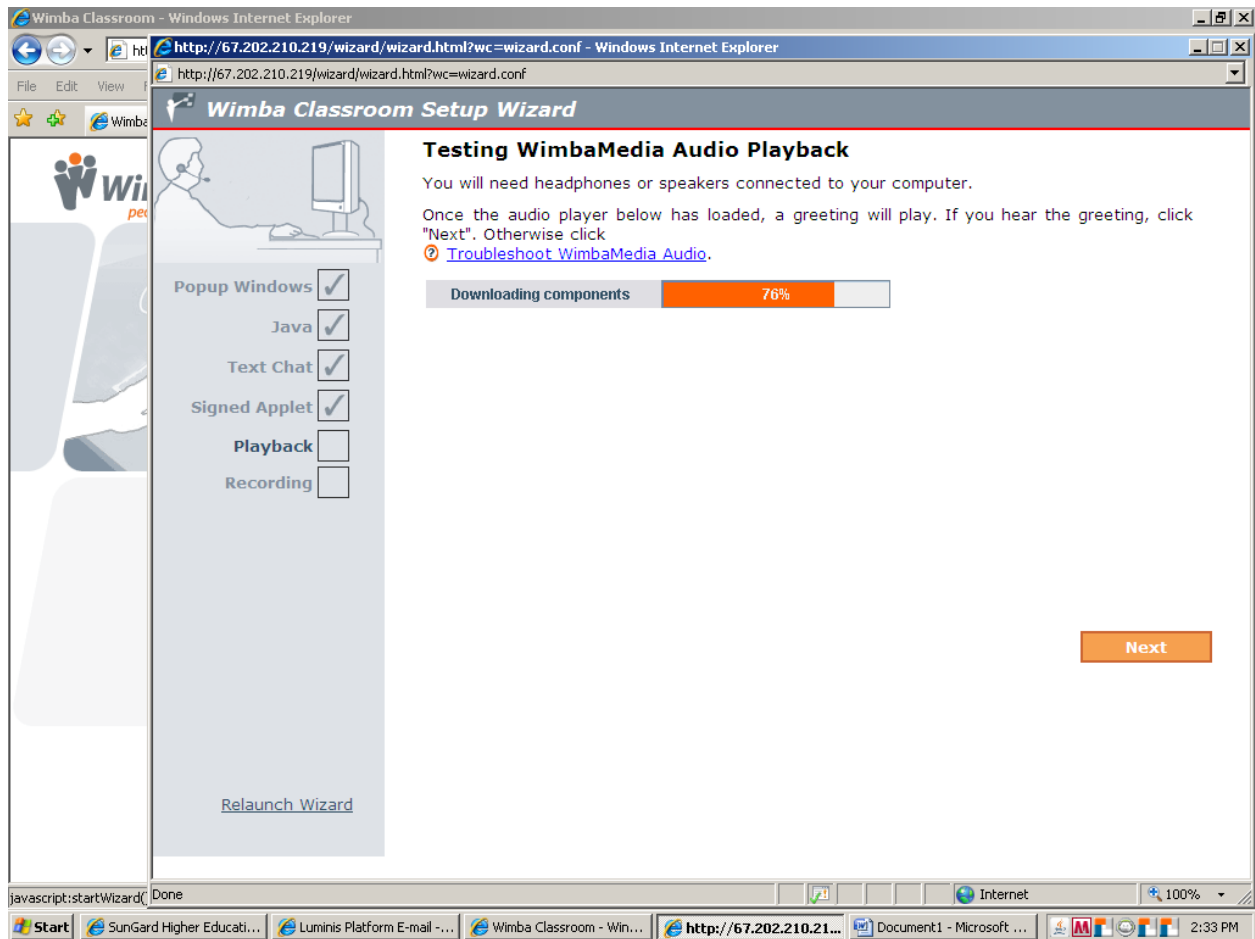 Wimba Classroom - Windows Internet Explorer
http://67.202.210.219/wizard/wizard.html?wc=wizard.conf - Windows Internet Explorer
http://67.202.210.219/wizard/wizard.html?wc=wizard.conf
File Edit View
Wimba Classroom Setup Wizard
Testing WimbaMedia Audio Playback
You will need headphones or speakers connected to your computer.
Once the audio player below has loaded, a greeting will play. If you hear the greeting, click
"Next". Otherwise click
Troubleshoot WimbaMedia Audio.
Downloading components 76%
Popup Windows
Java
Text Chat
Signed Applet
Playback
Recording
Next
Relaunch Wizard
javascript:startWizard(
Done
Internet
100%
Start
SunGard Higher Educati...
Luminis Platform E-mail -...
Wimba Classroom - Win...
http://67.202.210.21...
Document1 - Microsoft ...
2:33 PM